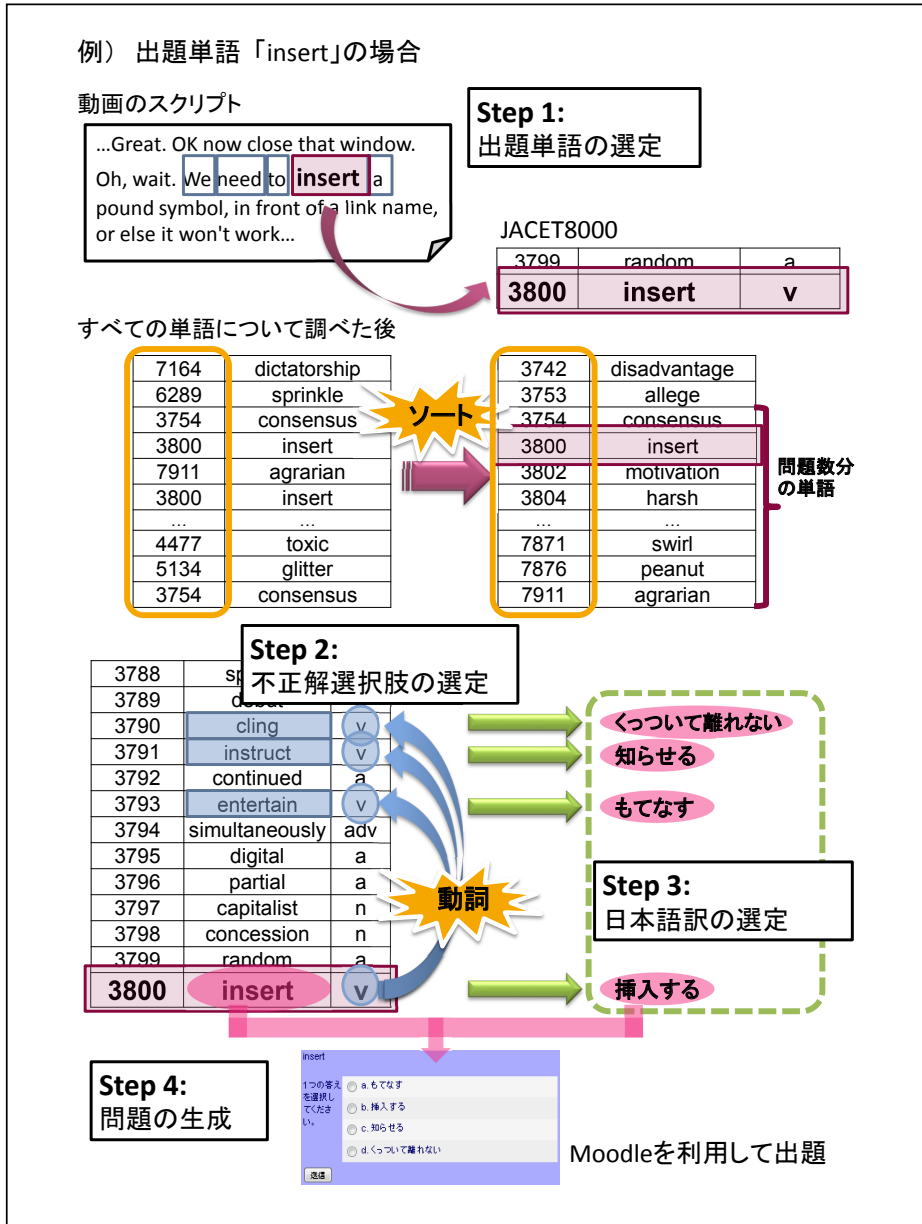 例） 出題単語 「insert」の場合
動画のスクリプト
…Great. OK now close that window.
Oh, wait. We need to insert a
pound symbol, in front of a link name,
or else it won't work…
Step 1:
出題単語の選定
JACET8000
3799 random a
3800 insert v
すべての単語について調べた後
7164 dictatorship
6289 sprinkle
3754 consensus
3800 insert
7911 agrarian
3800 insert
... ...
4477 toxic
5134 glitter
3754 consensus
ソート
3742 disadvantage
3753 allege
3754 consensus
3800 insert
3802 motivation
3804 harsh
... ...
7871 swirl
7876 peanut
7911 agrarian
問題数分
の単語
Step 2:
不正解選択肢の選定
3788
3789 debut
3790 cling v
3791 instruct v
3792 continued a
3793 entertain v
3794 simultaneously adv
3795 digital a
3796 partial a
3797 capitalist n
3798 concession n
3799 random a
3800 insert v
動詞
くっついて離れない
知らせる
もてなす
Step 3:
日本語訳の選定
挿入する
Step 4:
問題の生成
insert
1つの答え
を選択し
てくださ
い。
a. もてなす
b. 挿入する
c. 知らせる
d. くっついて離れない
送信
Moodleを利用して出題